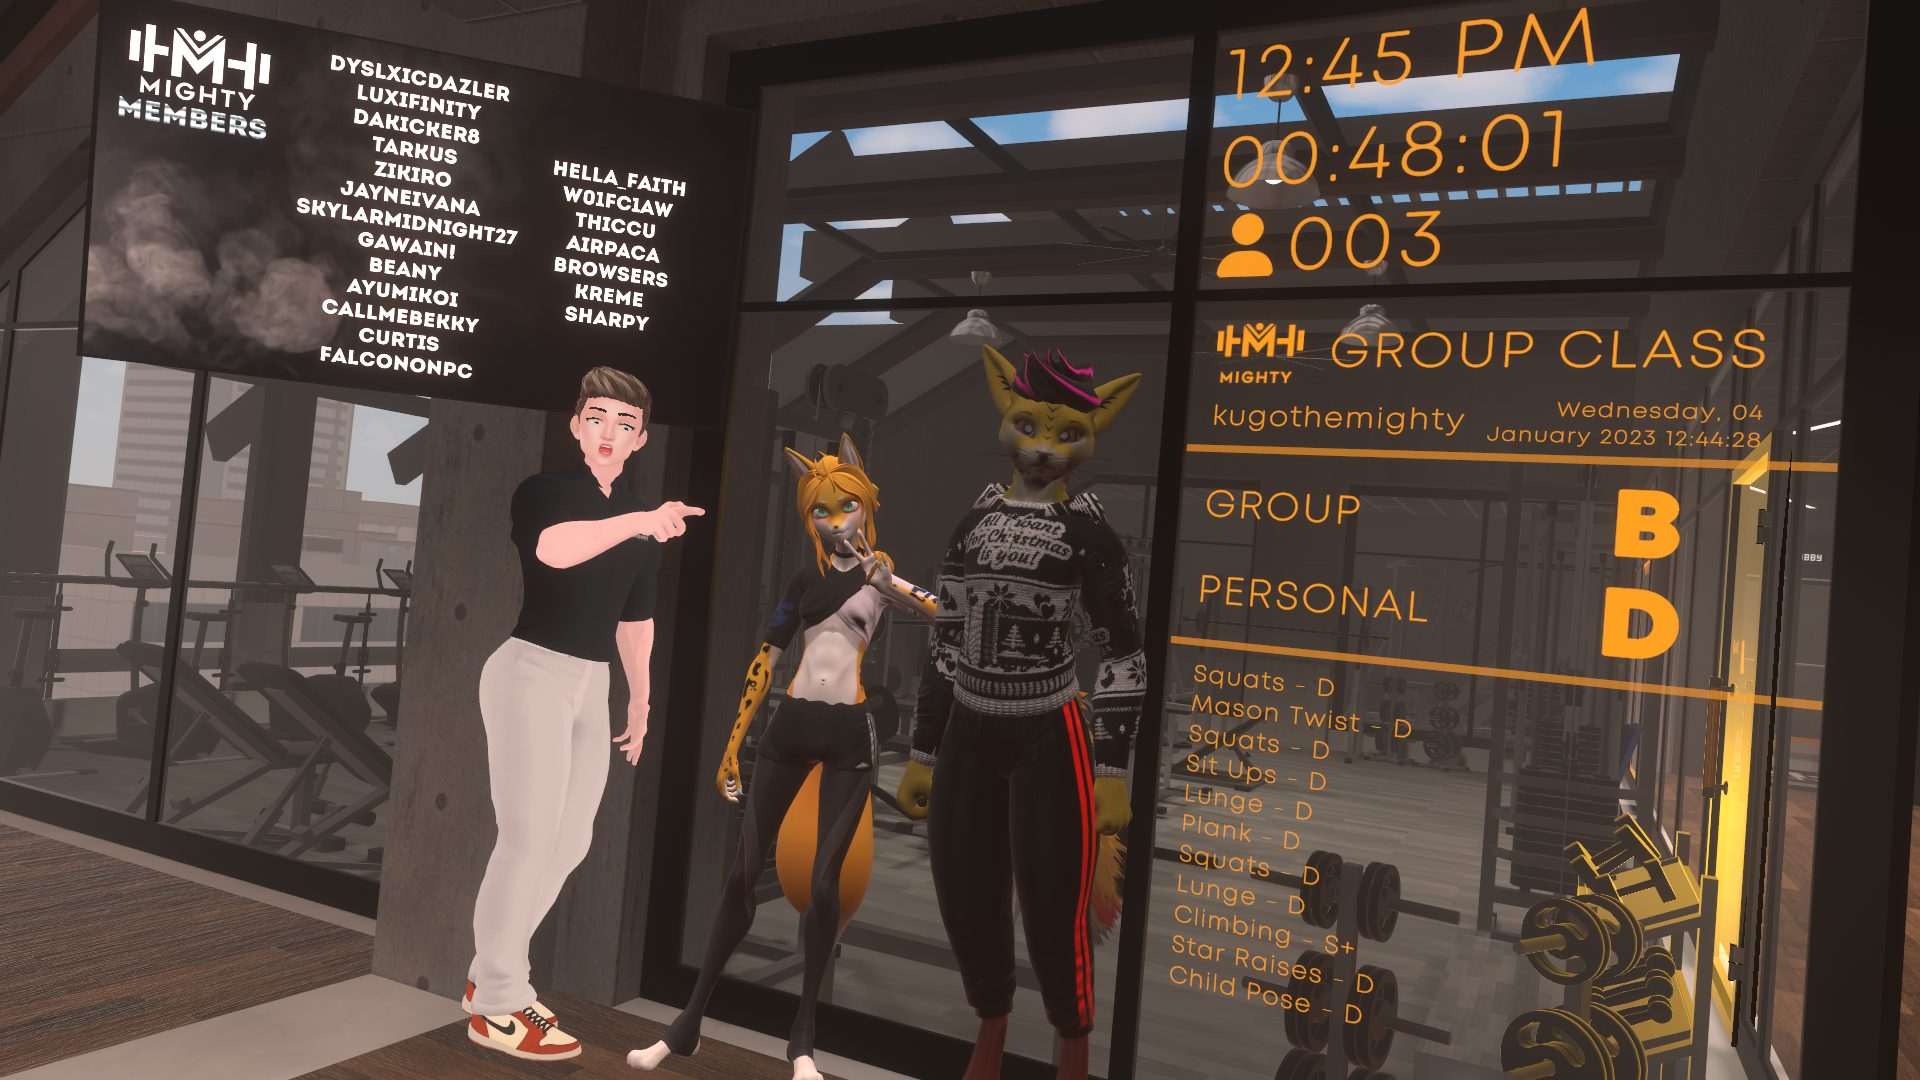 MIGHTY
MEMBERS
DYSLXICDAZLER
LUXIFINITY
DAKICKER8
TARKUS
ZIKIRO
JAYNEIVANA
SKYLARMIDNIGHT27
GAWAIN!
BEANY
AYUMIKOI
CALLMEBEKKY
CURTIS
FALCONONPC
HELLA_FAITH
W01FC1AW
THICCU
AIRPACA
BROWSERS
KREME
SHARPY
All I want
for Christmas
is you!
12:45 PM
00:48:01
003
MIGHTY
GROUP CLASS
kugothemighty
Wednesday, 04
January 2023 12:44:28
GROUP B
PERSONAL D
Squats - D
Mason Twist - D
Squats - D
Sit Ups - D
Lunge - D
Plank - D
Squats - D
Lunge - D
Climbing - S+
Star Raises - D
Child Pose - D